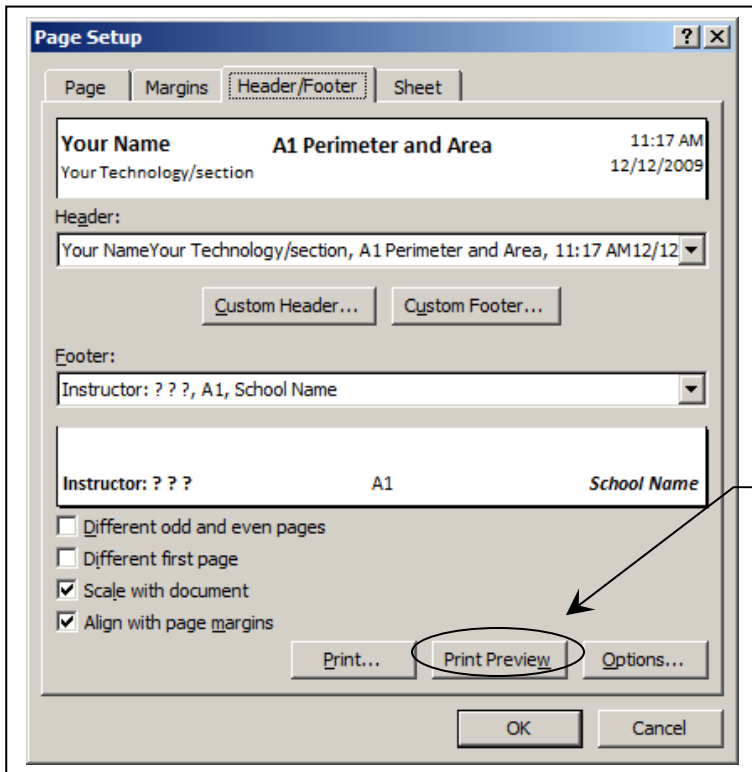 Page Setup
Page Margins Header/Footer Sheet
Your Name A1 Perimeter and Area 11:17 AM
Your Technology/section 12/12/2009
Header:
Your NameYour Technology/section, A1 Perimeter and Area, 11:17 AM12/12
Custom Header... Custom Footer...
Footer:
Instructor: ? ? ?, A1, School Name
Instructor: ? ? ? A1 School Name
Different odd and even pages
Different first page
Scale with document
Align with page margins
Print... Print Preview Options...
OK Cancel